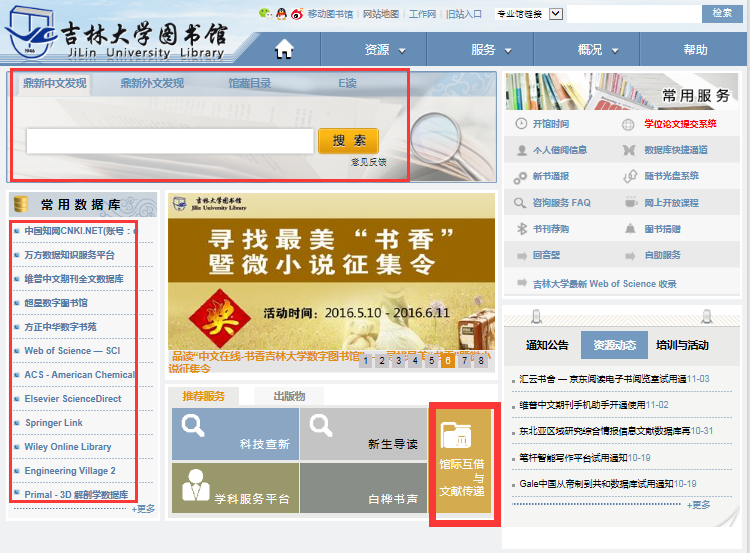 吉林大学图书馆
JiLin University Library
移动图书馆 | 网站地图 | 工作网 | 旧站入口
专业馆链接
检索
资源
服务
概况
帮助
鼎新中文发现
鼎新外文发现
馆藏目录
E读
搜 索
意见反馈
常用服务
开馆时间
学位论文提交系统
个人借阅信息
数据库快捷通道
新书通报
随书光盘系统
咨询服务 FAQ
网上开放课程
书刊荐购
图书捐赠
回音壁
自助服务
吉林大学最新 Web of Science 收录
常用数据库
中国知网CNKI.NET(账号：
万方数据知识服务平台
维普中文期刊全文数据库
超星数字图书馆
方正中华数字书苑
Web of Science — SCI
ACS - American Chemical
Elsevier ScienceDirect
Springer Link
Wiley Online Library
Engineering Village 2
Primal - 3D 解剖学数据库
+更多
吉林大学图书馆
JiLin University Library
寻找最美“书香”
暨微小说征集令
奖
活动时间：2016.5.10 - 2016.6.11
品读“中文在线-书香吉林大学数字图书馆”
说征集令
1 2 3 4 5 6 7 8
推荐服务
出版物
科技查新
新生导读
学科服务平台
白桦书声
馆际互借
与
文献传递
通知公告
资源动态
培训与活动
汇云书舍 — 京东阅读电子书阅览室试用通11-03
维普中文期刊手机助手开通使用11-02
东北亚区域研究综合情报信息文献数据库再10-31
笔杆智能写作平台试用通知10-19
Gale中国从帝制到共和数据库试用通知10-19
+更多